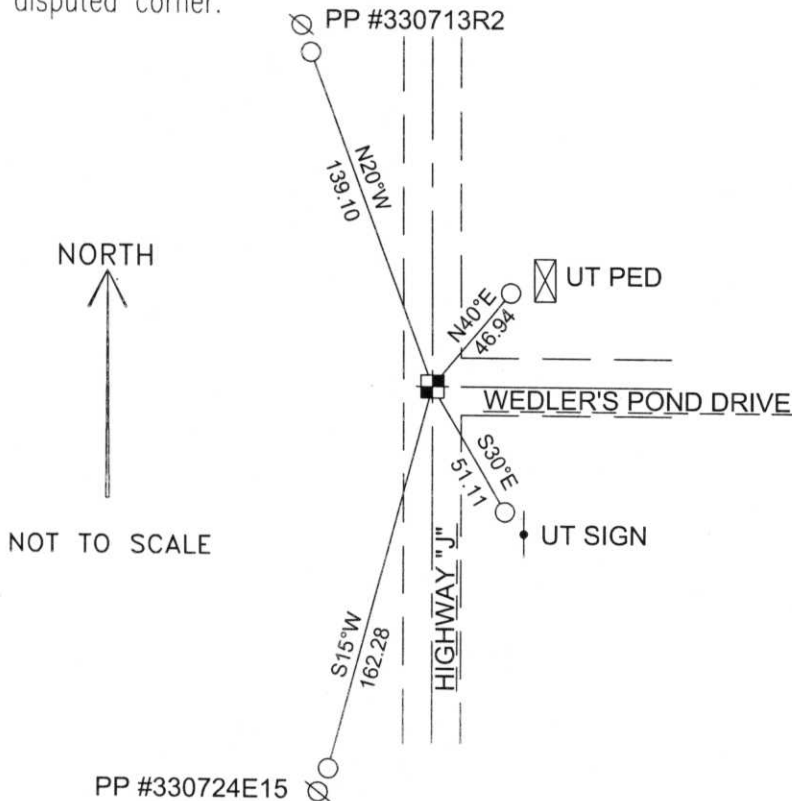 disputed corner.
PP #330713R2
N20°W
139.10
NORTH
UT PED
N40°E
46.94
WEDLER'S POND DRIVE
S30°E
51.11
NOT TO SCALE
UT SIGN
HIGHWAY "J"
S15°W
162.28
PP #330724E15